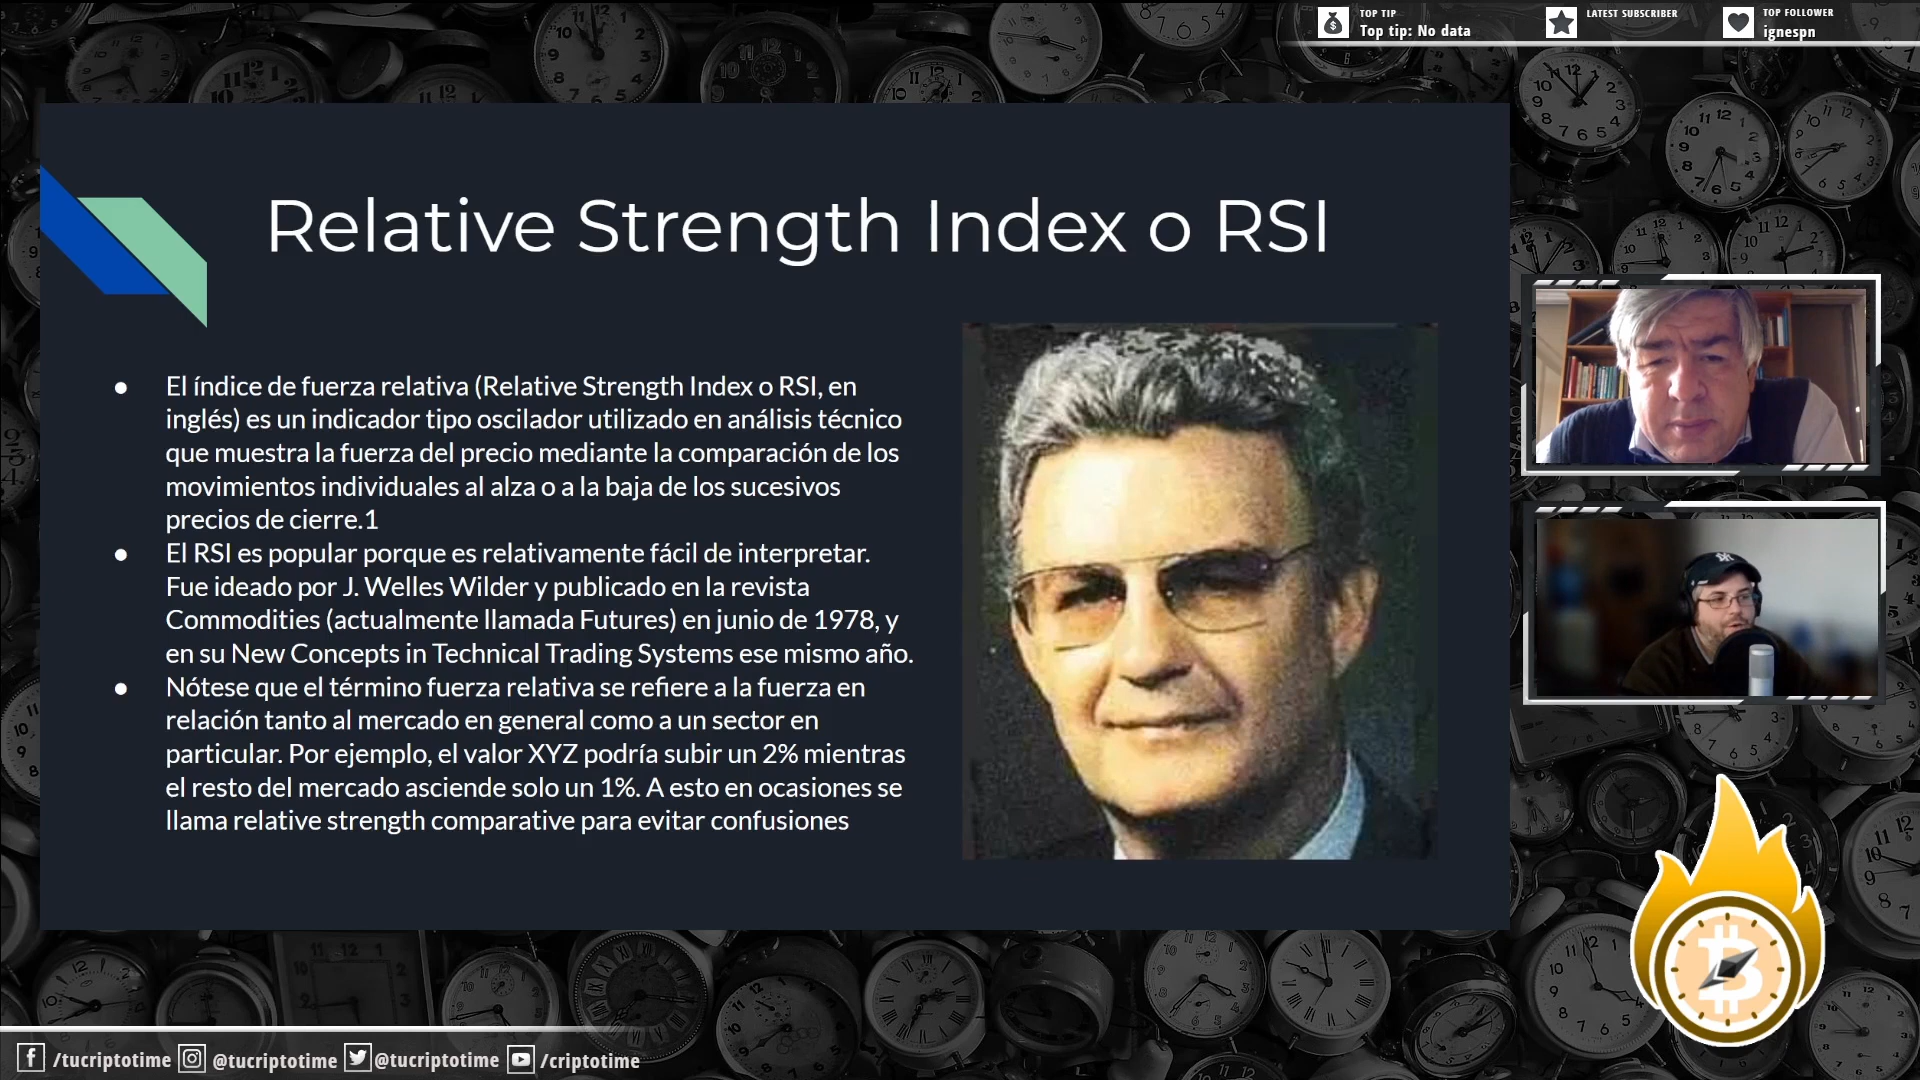 TOP TIP
Top tip: No data
LATEST SUBSCRIBER
TOP FOLLOWER
ignespn
Relative Strength Index o RSI
● El índice de fuerza relativa (Relative Strength Index o RSI, en
inglés) es un indicador tipo oscilador utilizado en análisis técnico
que muestra la fuerza del precio mediante la comparación de los
movimientos individuales al alza o a la baja de los sucesivos
precios de cierre.1
● El RSI es popular porque es relativamente fácil de interpretar.
Fue ideado por J. Welles Wilder y publicado en la revista
Commodities (actualmente llamada Futures) en junio de 1978, y
en su New Concepts in Technical Trading Systems ese mismo año.
● Nótese que el término fuerza relativa se refiere a la fuerza en
relación tanto al mercado en general como a un sector en
particular. Por ejemplo, el valor XYZ podría subir un 2% mientras
el resto del mercado asciende solo un 1%. A esto en ocasiones se
llama relative strength comparative para evitar confusiones
/tucriptotime @tucriptotime @tucriptotime /criptotime